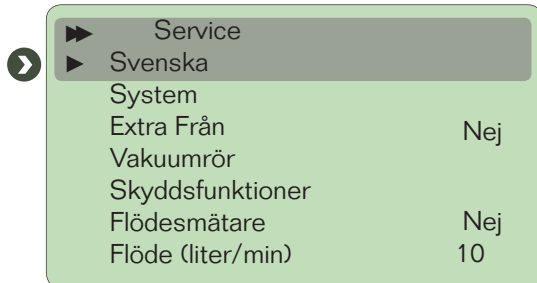 Service
Svenska
System
Extra Från Nej
Vakuumrör
Skyddsfunktioner
Flödesmätare Nej
Flöde (liter/min) 10